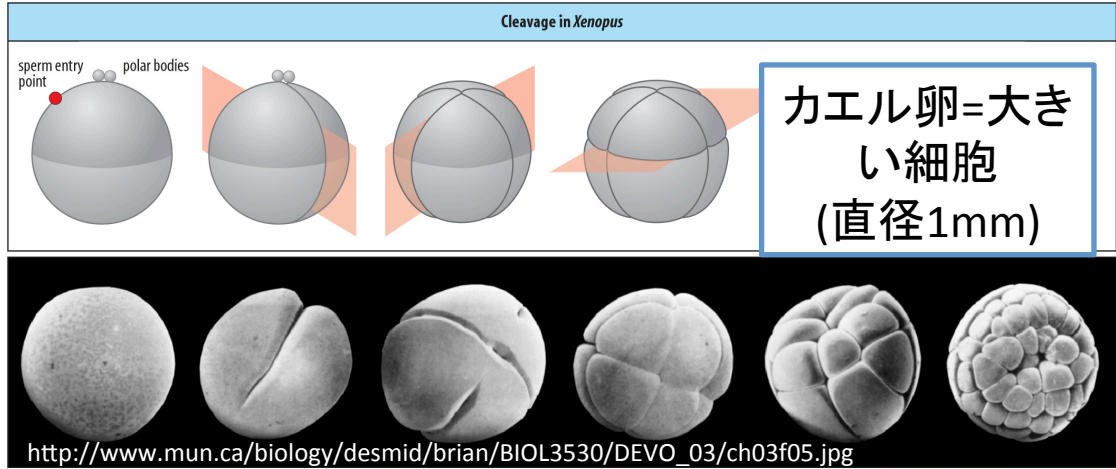 Cleavage in Xenopus
sperm entry
point
polar bodies
カエル卵=大き
い細胞
(直径1mm)
http://www.mun.ca/biology/desmid/brian/BIOL3530/DEVO_03/ch03f05.jpg